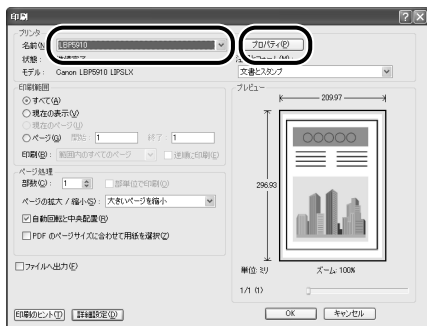 印刷
プリンタ
名前(N): LBP5910 プロパティ(P)
状態:
モデル: Canon LBP5910 LIPSLX
文書とスタンプ
印刷範囲
すべて(A)
現在の表示(V)
現在のページ(U)
ページ(G) 開始: 1 終了: 1
印刷(B): 範囲内のすべてのページ 逆順に印刷(E)
ページ処理
部数(C): 1 部単位で印刷(O)
ページの拡大 / 縮小(S): 大きいページを縮小
自動回転と中央配置(R)
PDF のページサイズに合わせて用紙を選択(Z)
ファイルへ出力(F)
プレビュー
209.97
296.93
単位: ミリ ズーム: 100%
1/1 (1)
印刷のヒント(T) 詳細設定(D) OK キャンセル